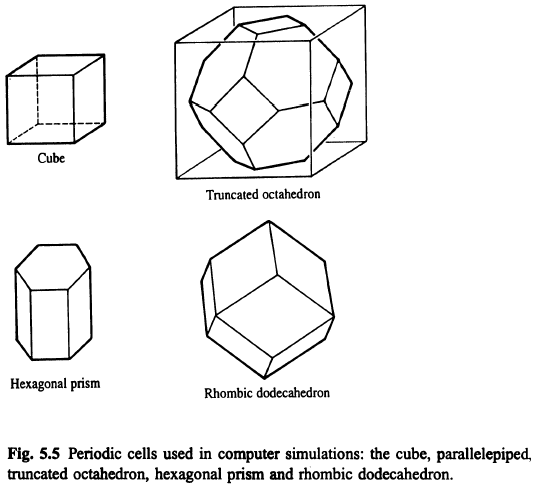 Cube
Truncated octahedron
Hexagonal prism
Rhombic dodecahedron
Fig. 5.5 Periodic cells used in computer simulations: the cube, parallelepiped,
truncated octahedron, hexagonal prism and rhombic dodecahedron.